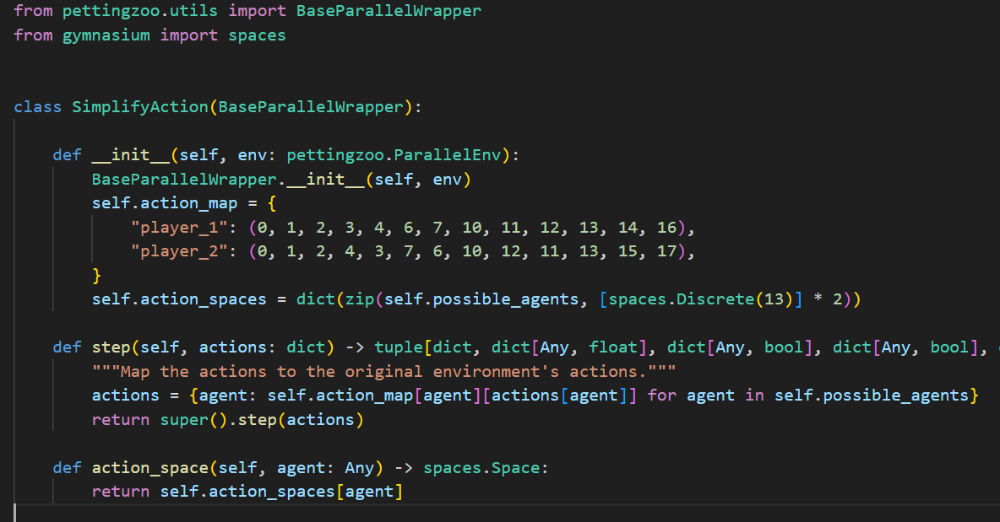 from pettingzoo.utils import BaseParallelWrapper
from gymnasium import spaces
class SimplifyAction(BaseParallelWrapper):
    def __init__(self, env: pettingzoo.ParallelEnv):
        BaseParallelWrapper.__init__(self, env)
        self.action_map = {
            "player_1": (0, 1, 2, 3, 4, 6, 7, 10, 11, 12, 13, 14, 16),
            "player_2": (0, 1, 2, 4, 3, 7, 6, 10, 12, 11, 13, 15, 17),
        }
        self.action_spaces = dict(zip(self.possible_agents, [spaces.Discrete(13)] * 2))
    def step(self, actions: dict) -> tuple[dict, dict[Any, float], dict[Any, bool], dict[Any, bool],
        """Map the actions to the original environment's actions."""
        actions = {agent: self.action_map[agent][actions[agent]] for agent in self.possible_agents}
        return super().step(actions)
    def action_space(self, agent: Any) -> spaces.Space:
        return self.action_spaces[agent]